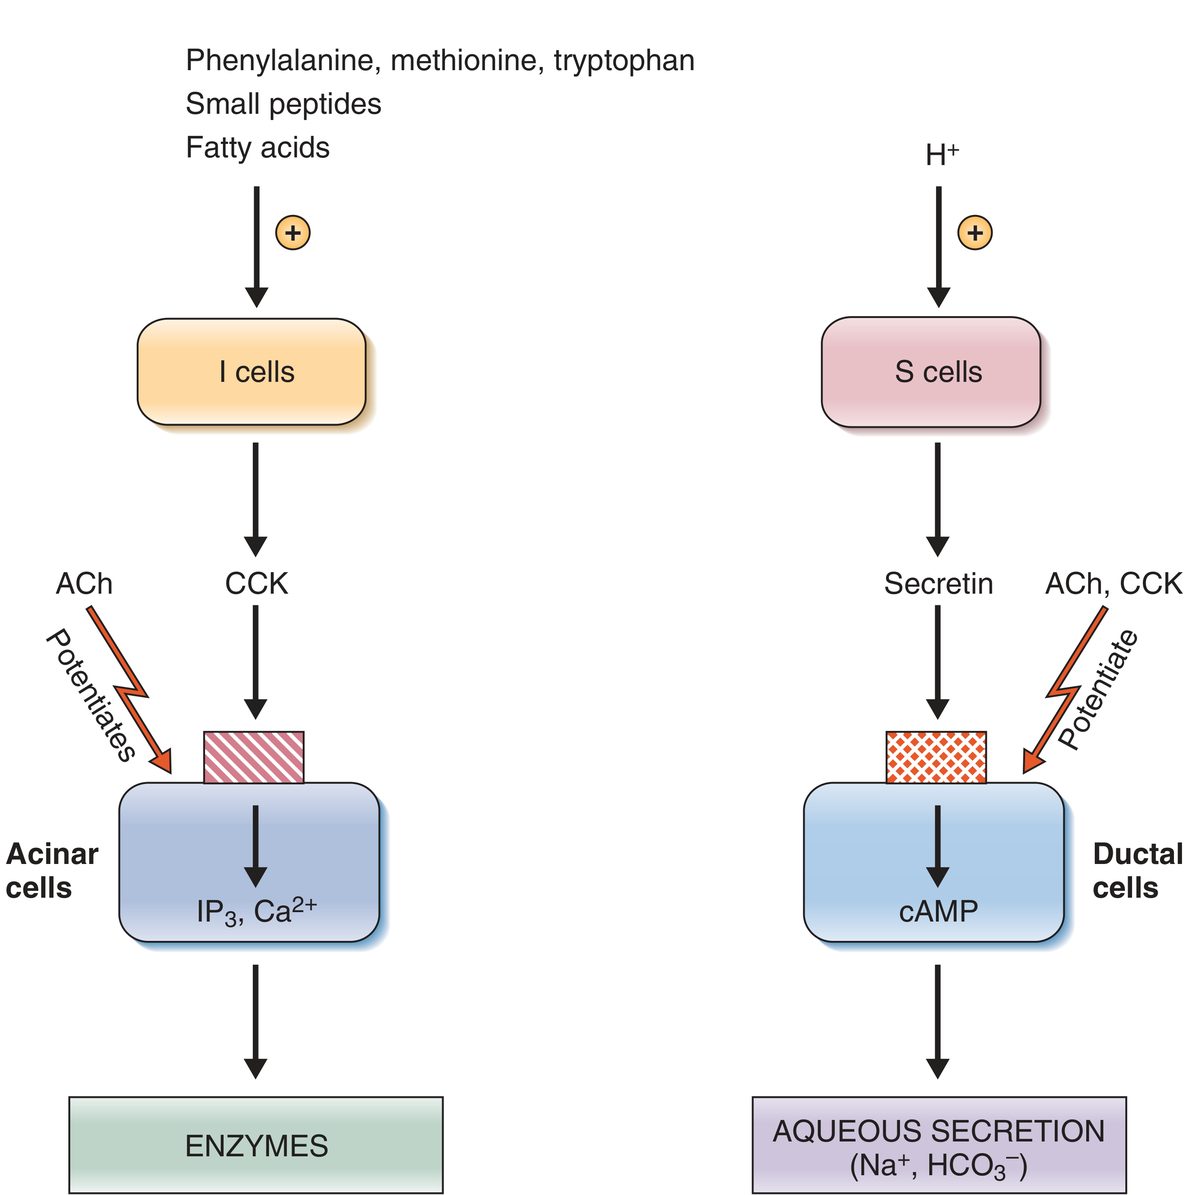 Phenylalanine, methionine, tryptophan
Small peptides
Fatty acids
H⁺
+
+
I cells
S cells
ACh
CCK
Secretin
ACh, CCK
Potentiates
Potentiate
Acinar
cells
IP₃, Ca²⁺
cAMP
Ductal
cells
ENZYMES
AQUEOUS SECRETION
(Na⁺, HCO₃⁻)